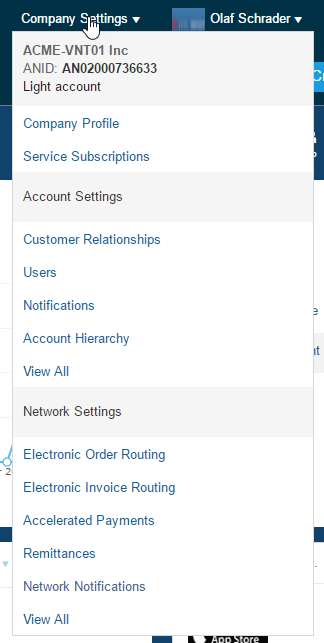 Company Settings ▼ Olaf Schrader ▼
ACME-VNT01 Inc
ANID: AN02000736633
Light account
Company Profile
Service Subscriptions
Account Settings
Customer Relationships
Users
Notifications
Account Hierarchy
View All
Network Settings
Electronic Order Routing
Electronic Invoice Routing
Accelerated Payments
Remittances
Network Notifications
View All
App Store